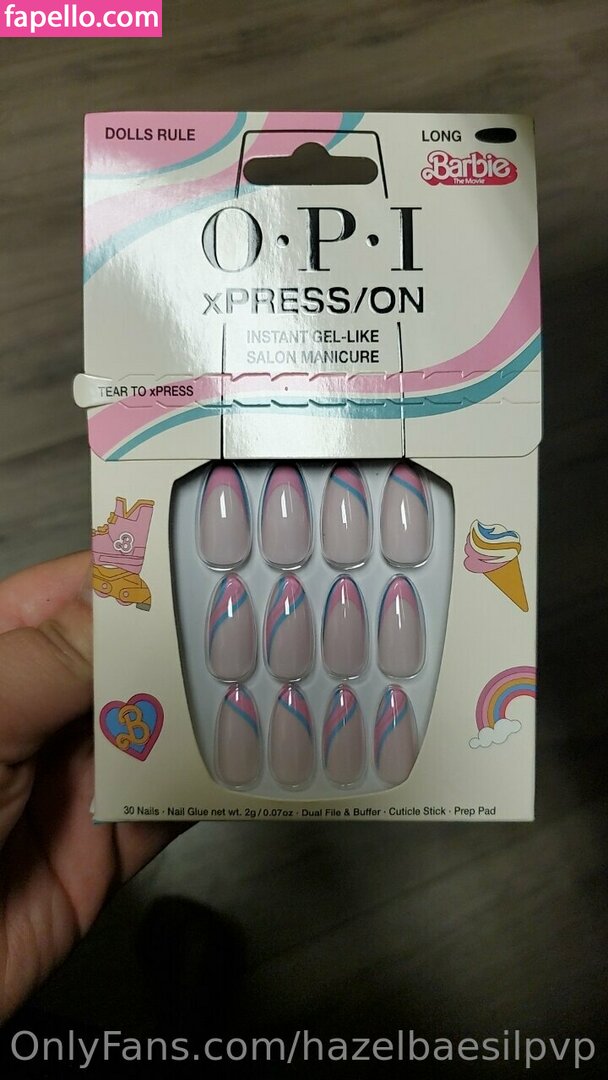 fapello.com
DOLLS RULE
LONG
Barbie
The Movie
O·P·I
xPRESS/ON
INSTANT GEL-LIKE
SALON MANICURE
TEAR TO xPRESS
B
30 Nails · Nail Glue net wt. 2g / 0.07oz · Dual File & Buffer · Cuticle Stick · Prep Pad
OnlyFans.com/hazelbaesilpvp